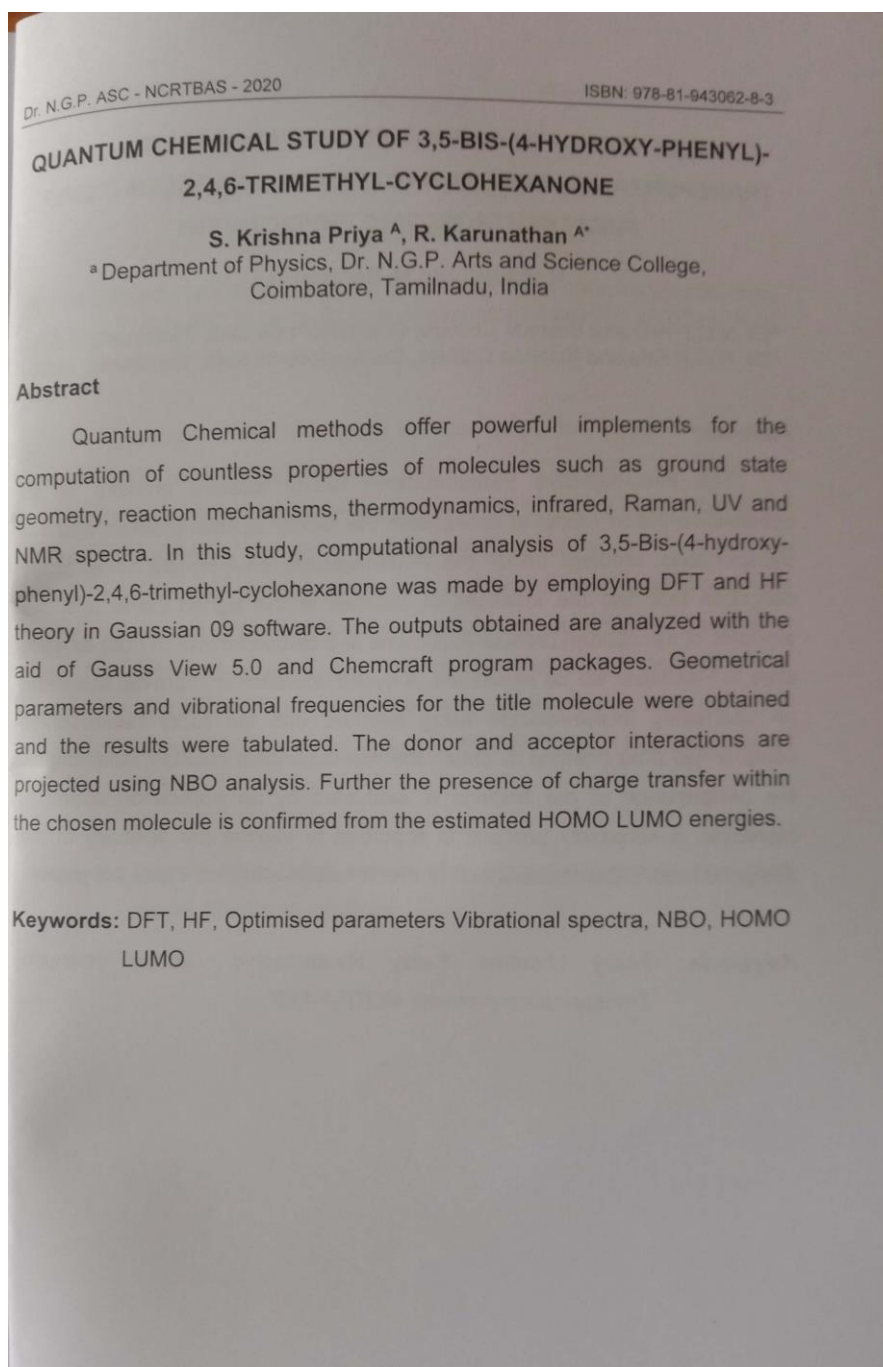 Dr. N.G.P. ASC - NCRTBAS - 2020 ISBN: 978-81-943062-8-3
QUANTUM CHEMICAL STUDY OF 3,5-BIS-(4-HYDROXY-PHENYL)-
2,4,6-TRIMETHYL-CYCLOHEXANONE
S. Krishna Priya A, R. Karunathan A*
a Department of Physics, Dr. N.G.P. Arts and Science College,
Coimbatore, Tamilnadu, India
Abstract
Quantum Chemical methods offer powerful implements for the
computation of countless properties of molecules such as ground state
geometry, reaction mechanisms, thermodynamics, infrared, Raman, UV and
NMR spectra. In this study, computational analysis of 3,5-Bis-(4-hydroxy-
phenyl)-2,4,6-trimethyl-cyclohexanone was made by employing DFT and HF
theory in Gaussian 09 software. The outputs obtained are analyzed with the
aid of Gauss View 5.0 and Chemcraft program packages. Geometrical
parameters and vibrational frequencies for the title molecule were obtained
and the results were tabulated. The donor and acceptor interactions are
projected using NBO analysis. Further the presence of charge transfer within
the chosen molecule is confirmed from the estimated HOMO LUMO energies.
Keywords: DFT, HF, Optimised parameters Vibrational spectra, NBO, HOMO
LUMO